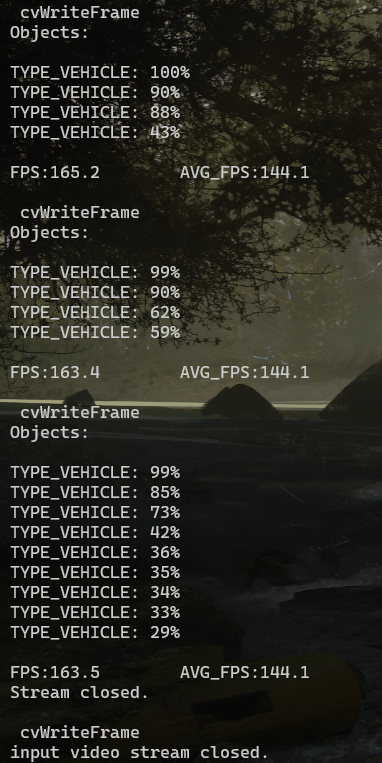 cvWriteFrame
Objects:
TYPE_VEHICLE: 100%
TYPE_VEHICLE: 90%
TYPE_VEHICLE: 88%
TYPE_VEHICLE: 43%
FPS:165.2 AVG_FPS:144.1
cvWriteFrame
Objects:
TYPE_VEHICLE: 99%
TYPE_VEHICLE: 90%
TYPE_VEHICLE: 62%
TYPE_VEHICLE: 59%
FPS:163.4 AVG_FPS:144.1
cvWriteFrame
Objects:
TYPE_VEHICLE: 99%
TYPE_VEHICLE: 85%
TYPE_VEHICLE: 73%
TYPE_VEHICLE: 42%
TYPE_VEHICLE: 36%
TYPE_VEHICLE: 35%
TYPE_VEHICLE: 34%
TYPE_VEHICLE: 33%
TYPE_VEHICLE: 29%
FPS:163.5 AVG_FPS:144.1
Stream closed.
cvWriteFrame
input video stream closed.